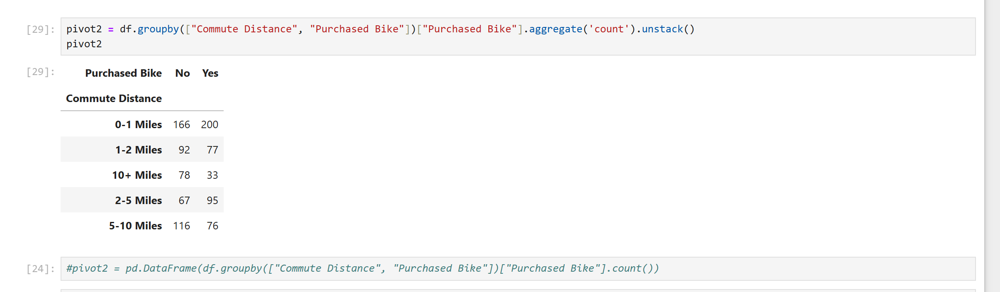 [29]: pivot2 = df.groupby(["Commute Distance", "Purchased Bike"])["Purchased Bike"].aggregate('count').unstack()
pivot2
[29]: Purchased Bike No Yes
Commute Distance
0-1 Miles 166 200
1-2 Miles 92 77
10+ Miles 78 33
2-5 Miles 67 95
5-10 Miles 116 76
[24]: #pivot2 = pd.DataFrame(df.groupby(["Commute Distance", "Purchased Bike"])["Purchased Bike"].count())